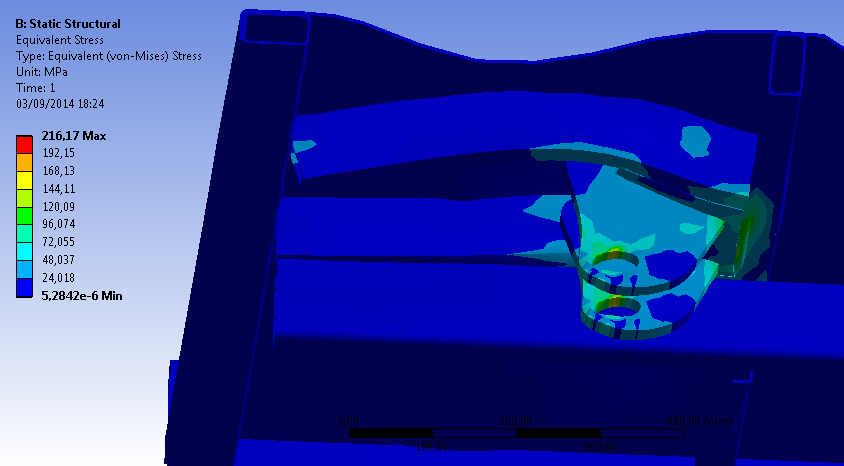 B: Static Structural
Equivalent Stress
Type: Equivalent (von-Mises) Stress
Unit: MPa
Time: 1
03/09/2014 18:24
216,17 Max
192,15
168,13
144,11
120,09
96,074
72,055
48,037
24,018
5,2842e-6 Min
0,00 200,00 400,00 (mm)
100,00 300,00